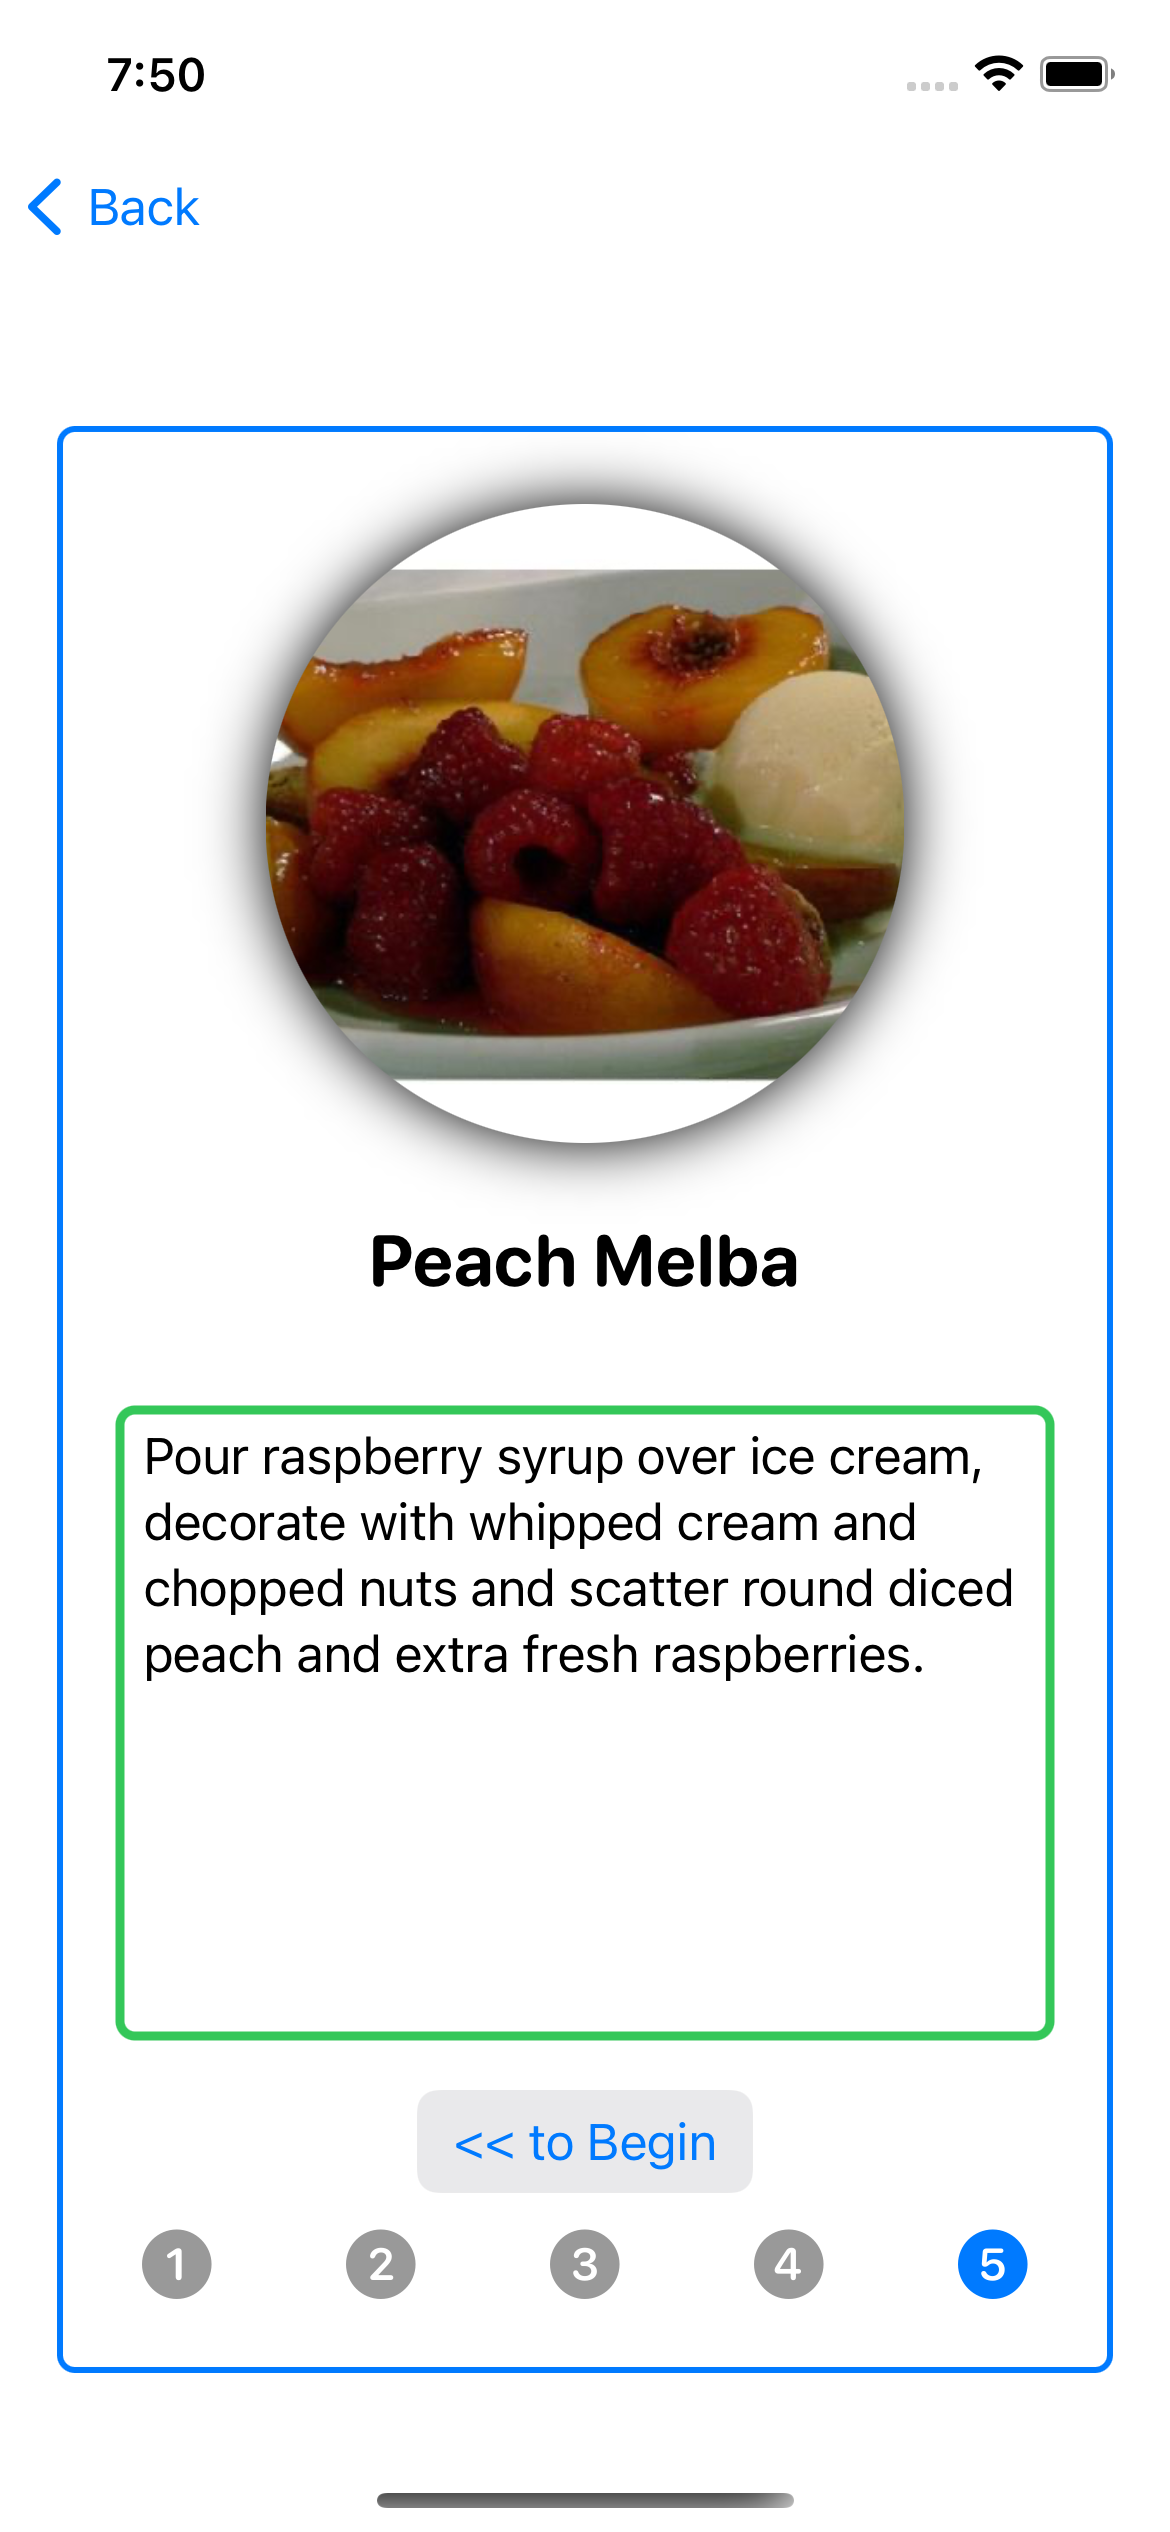 7:50
Back
Peach Melba
Pour raspberry syrup over ice cream,
decorate with whipped cream and
chopped nuts and scatter round diced
peach and extra fresh raspberries.
<< to Begin
1 2 3 4 5